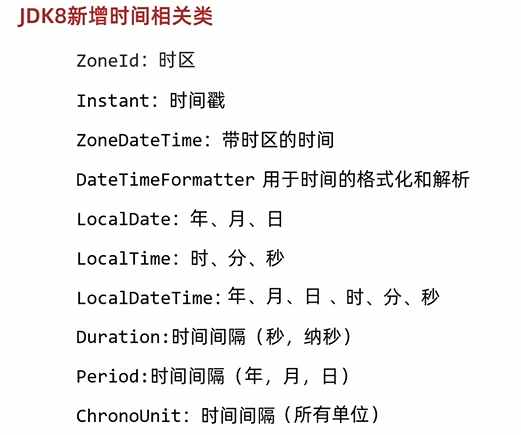 JDK8新增时间相关类
ZoneId：时区
Instant：时间戳
ZoneDateTime：带时区的时间
DateTimeFormatter 用于时间的格式化和解析
LocalDate：年、月、日
LocalTime：时、分、秒
LocalDateTime：年、月、日 、时、分、秒
Duration:时间间隔（秒，纳秒）
Period:时间间隔（年，月，日）
ChronoUnit：时间间隔（所有单位）